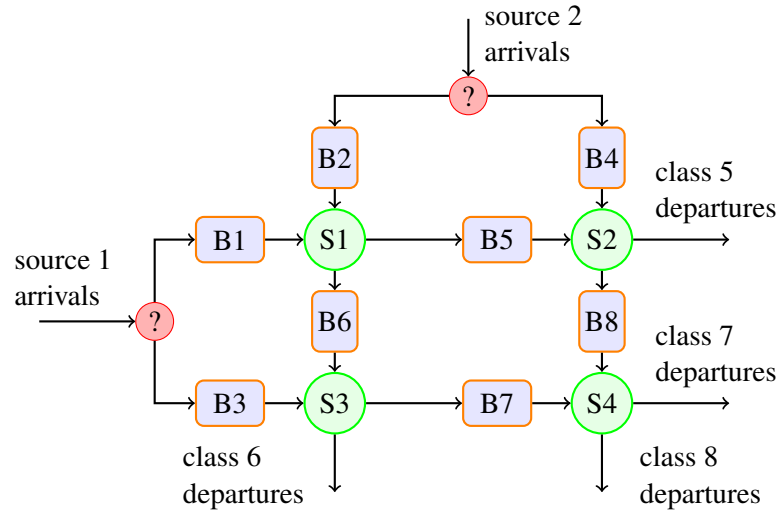 source 2
arrivals
?
B2
B4
class 5
departures
B1
S1
B5
S2
source 1
arrivals
?
B6
B8
class 7
departures
B3
S3
B7
S4
class 6
departures
class 8
departures